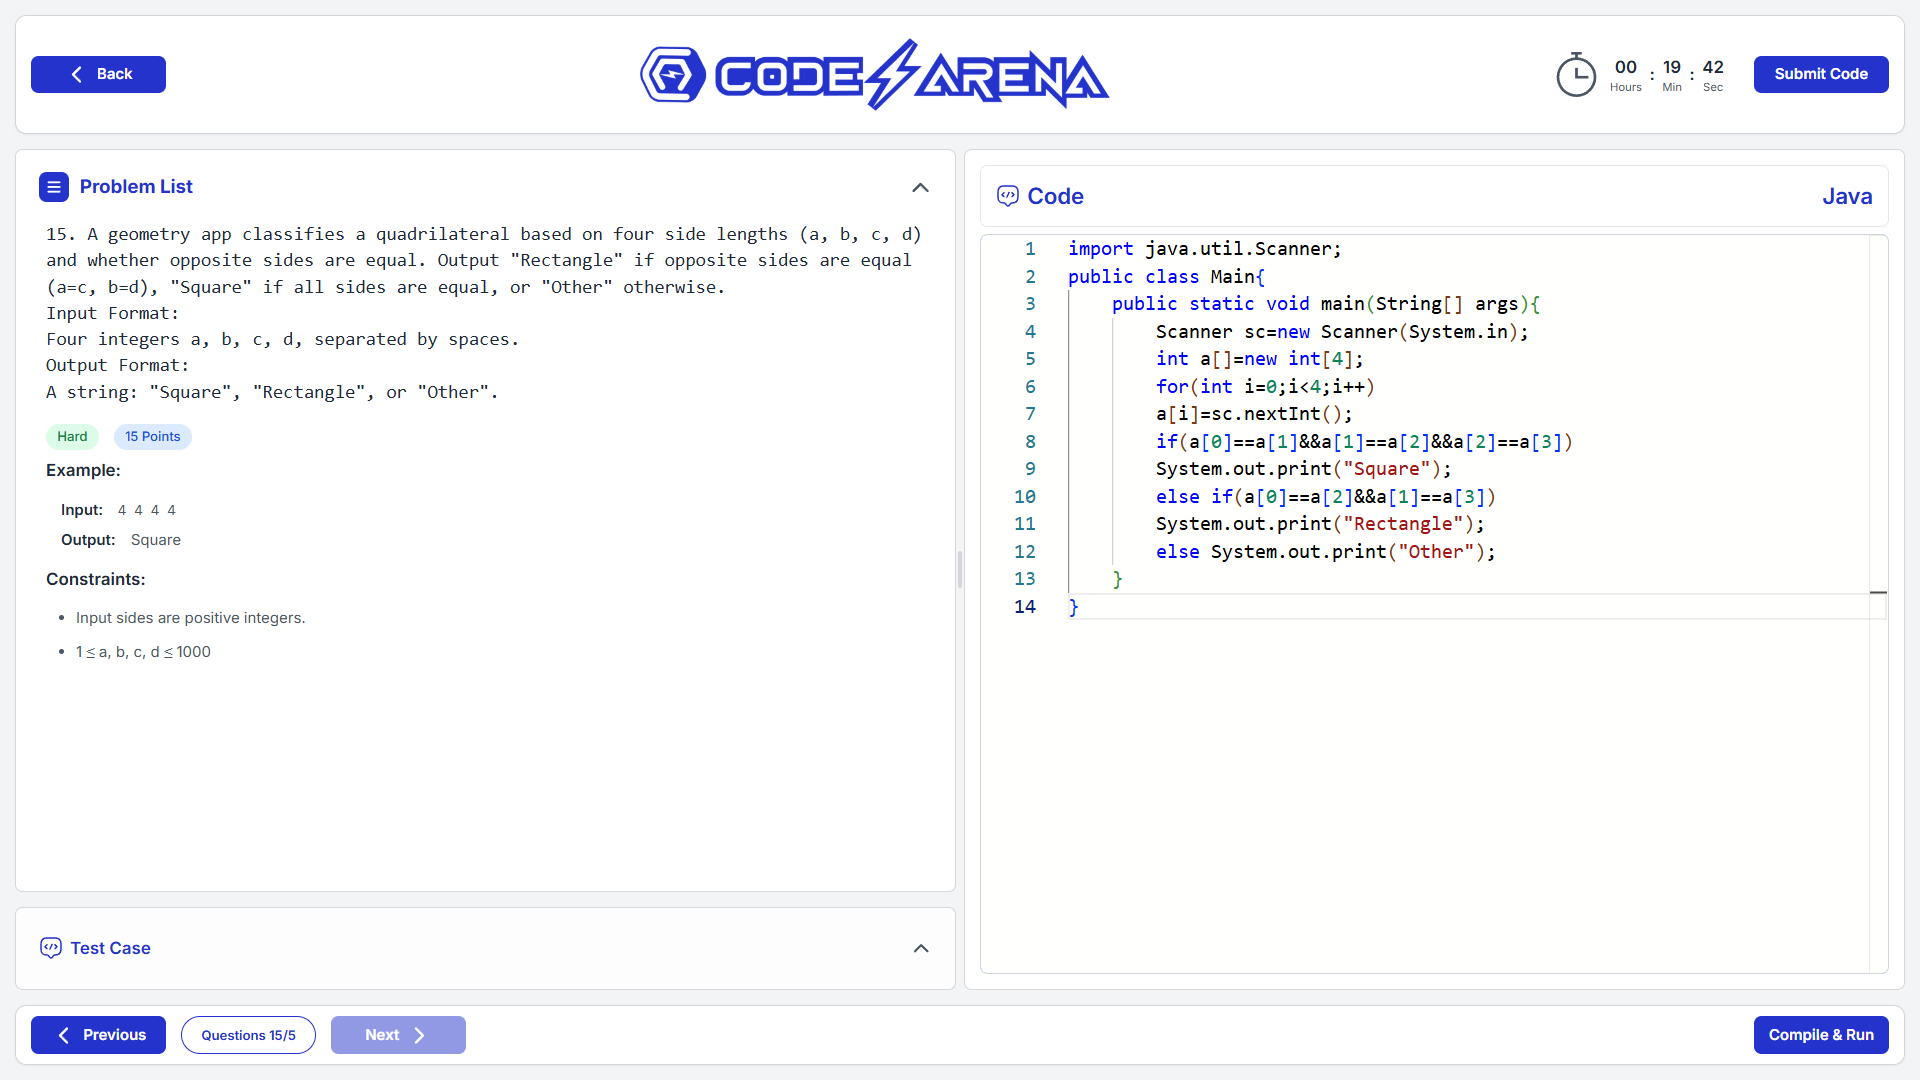 Back
CODE ARENA
00 : 19 : 42
Hours Min Sec
Submit Code
Problem List
15. A geometry app classifies a quadrilateral based on four side lengths (a, b, c, d)
and whether opposite sides are equal. Output "Rectangle" if opposite sides are equal
(a=c, b=d), "Square" if all sides are equal, or "Other" otherwise.
Input Format:
Four integers a, b, c, d, separated by spaces.
Output Format:
A string: "Square", "Rectangle", or "Other".
Hard
15 Points
Example:
Input: 4 4 4 4
Output: Square
Constraints:
• Input sides are positive integers.
• 1 ≤ a, b, c, d ≤ 1000
Test Case
Code
Java
1 import java.util.Scanner;
2 public class Main{
3 public static void main(String[] args){
4 Scanner sc=new Scanner(System.in);
5 int a[]=new int[4];
6 for(int i=0;i<4;i++)
7 a[i]=sc.nextInt();
8 if(a[0]==a[1]&&a[1]==a[2]&&a[2]==a[3])
9 System.out.print("Square");
10 else if(a[0]==a[2]&&a[1]==a[3])
11 System.out.print("Rectangle");
12 else System.out.print("Other");
13 }
14 }
Previous
Questions 15/5
Next
Compile & Run